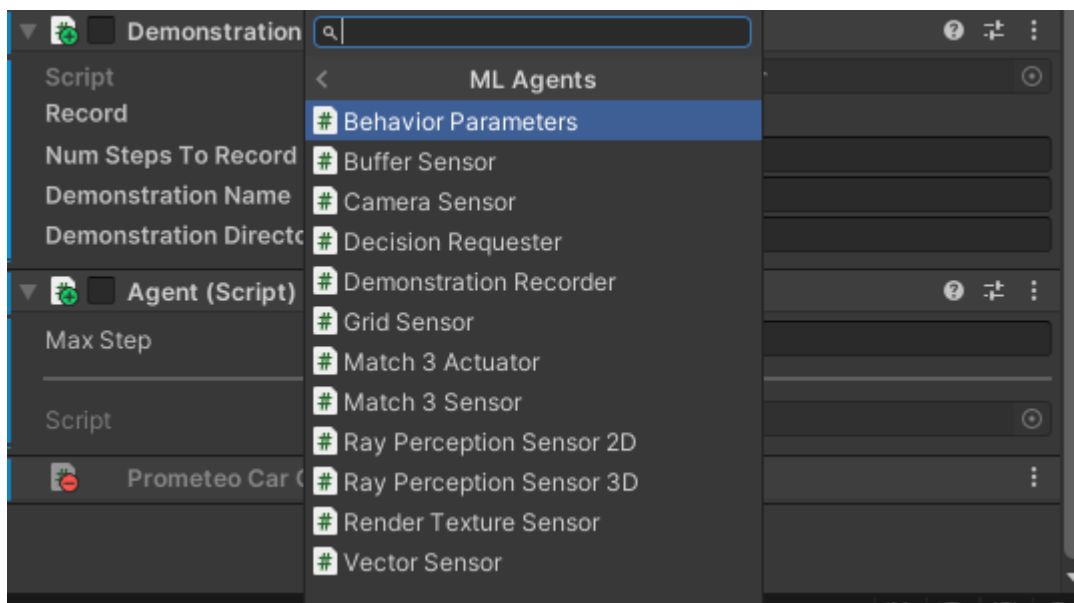 Demonstration
ML Agents
Script
Record
Behavior Parameters
Num Steps To Record
Buffer Sensor
Demonstration Name
Camera Sensor
Demonstration Directo
Decision Requester
Agent (Script)
Demonstration Recorder
Max Step
Grid Sensor
Match 3 Actuator
Script
Match 3 Sensor
Ray Perception Sensor 2D
Prometeo Car C
Ray Perception Sensor 3D
Render Texture Sensor
Vector Sensor